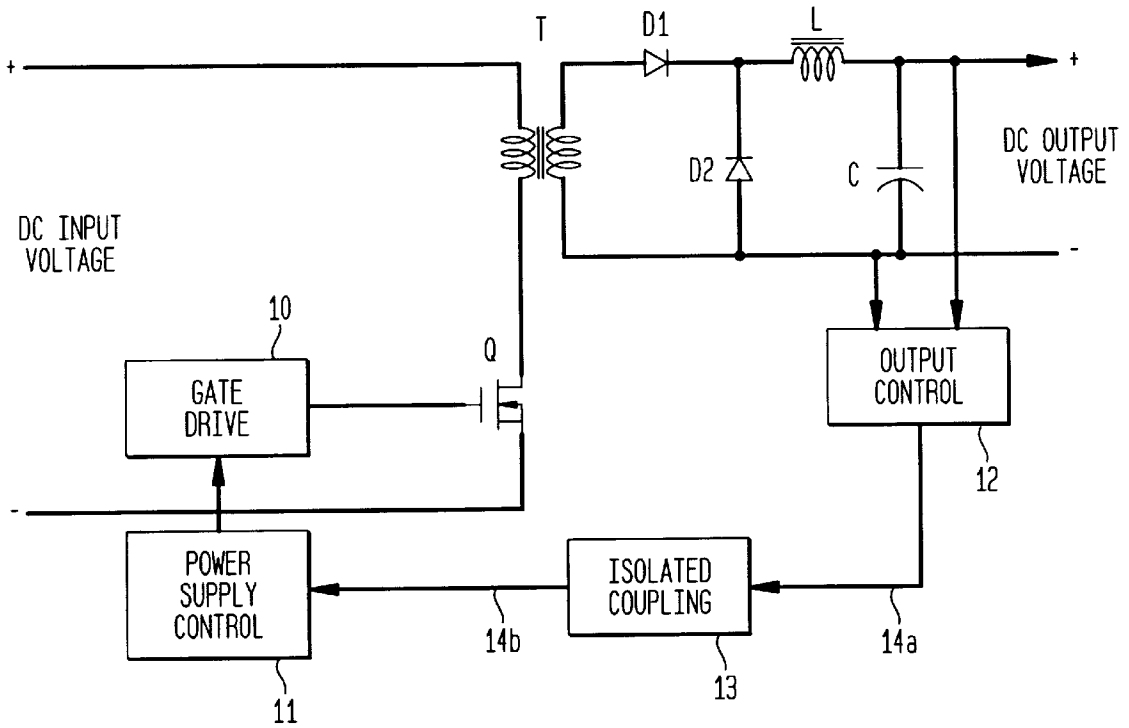 T
D1
L
+
+
DC OUTPUT
VOLTAGE
D2
C
DC INPUT
VOLTAGE
-
10
Q
GATE
DRIVE
OUTPUT
CONTROL
12
-
POWER
SUPPLY
CONTROL
ISOLATED
COUPLING
14b
14a
13
11